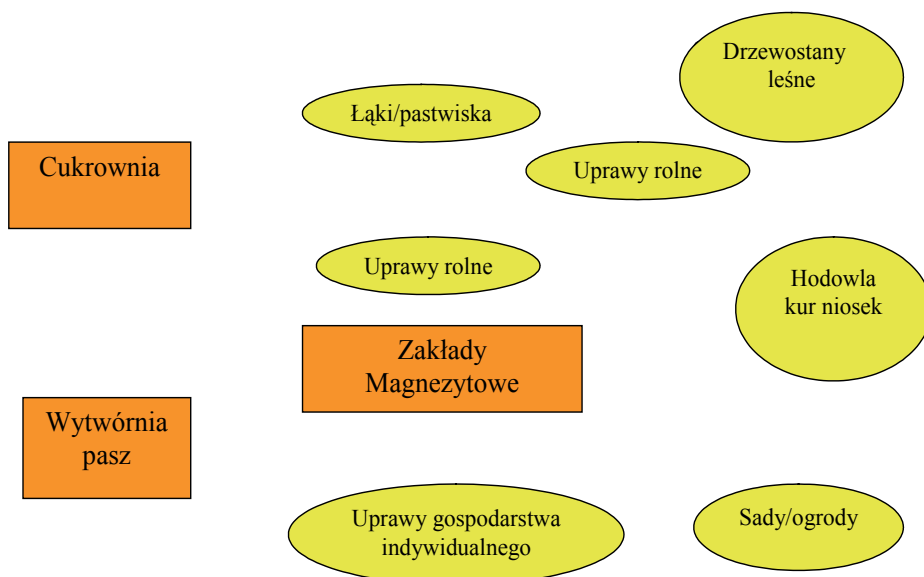 Drzewostany
leśne
Łąki/pastwiska
Cukrownia
Uprawy rolne
Uprawy rolne
Hodowla
kur niosek
Zakłady
Magnezytowe
Wytwórnia
pasz
Uprawy gospodarstwa
indywidualnego
Sady/ogrody